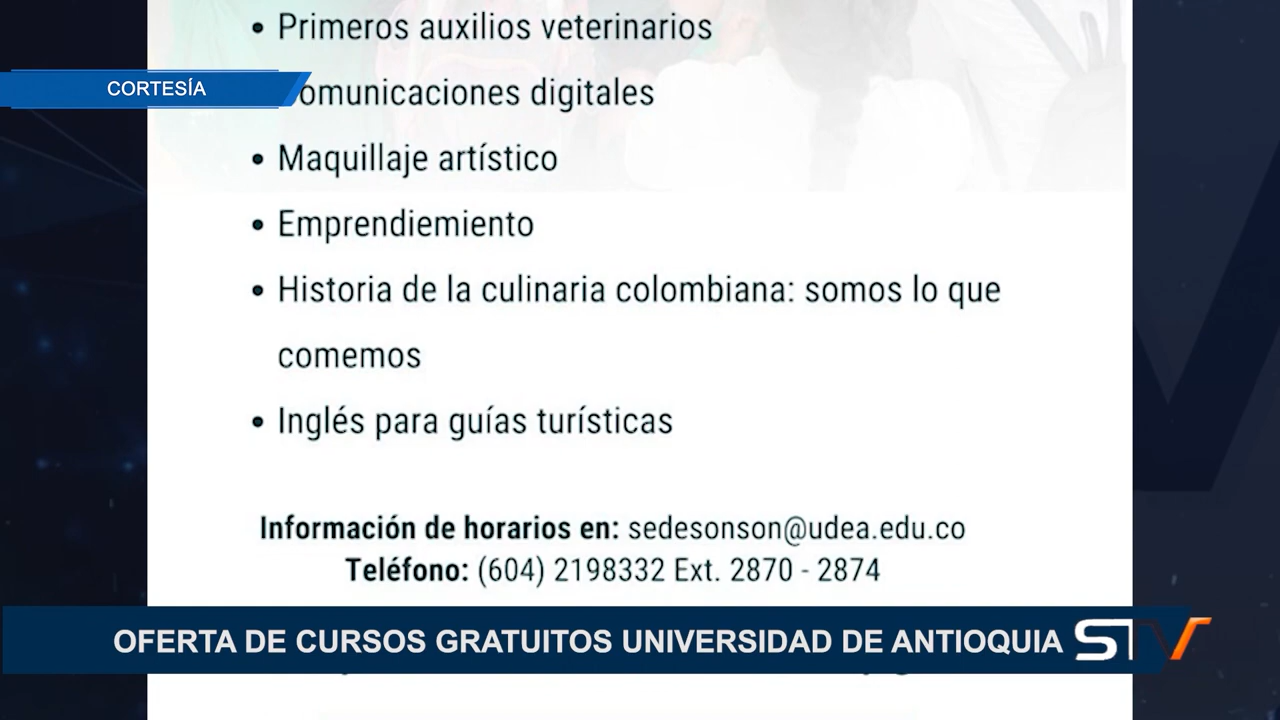 • Primeros auxilios veterinarios
CORTESÍA
omunicaciones digitales
• Maquillaje artístico
• Emprendiemiento
• Historia de la culinaria colombiana: somos lo que
comemos
• Inglés para guías turísticas
Información de horarios en: sedesonson@udea.edu.co
Teléfono: (604) 2198332 Ext. 2870 - 2874
OFERTA DE CURSOS GRATUITOS UNIVERSIDAD DE ANTIOQUIA STV